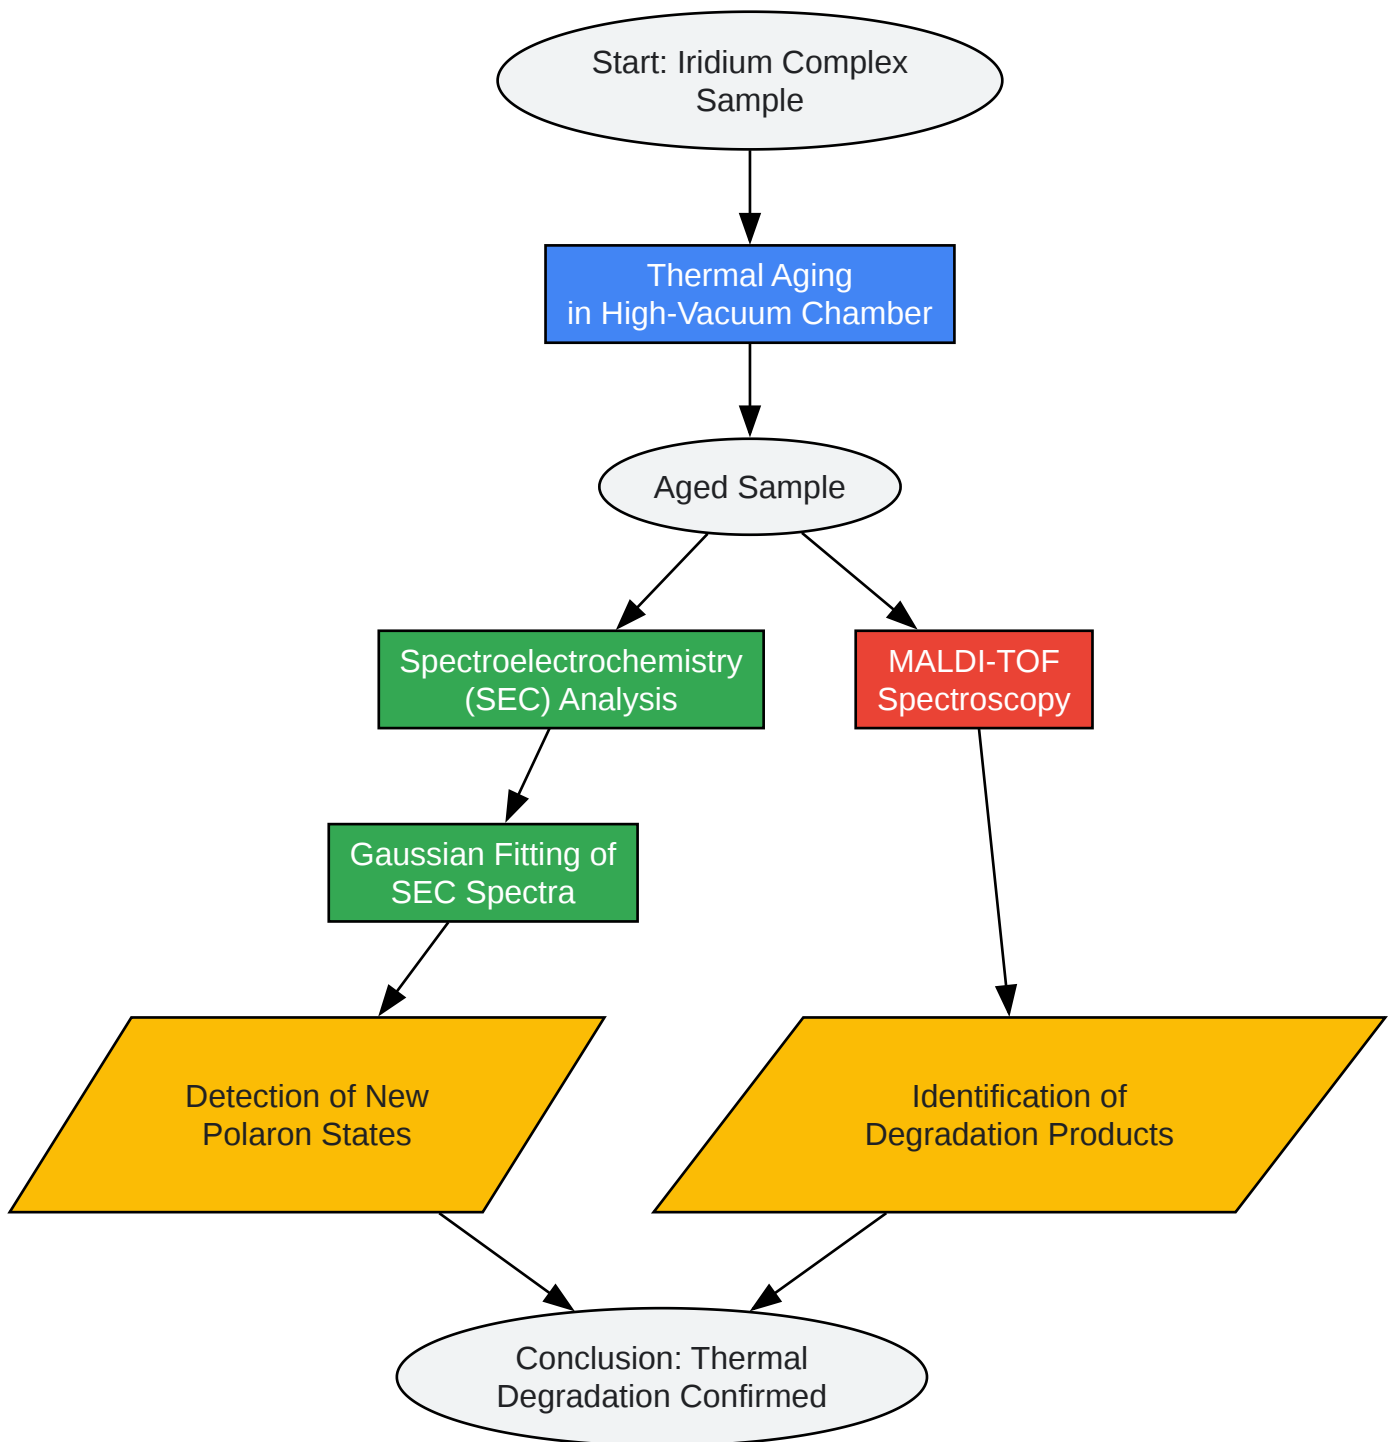 Start: Iridium Complex
Sample
Thermal Aging
in High-Vacuum Chamber
Aged Sample
Spectroelectrochemistry
(SEC) Analysis
MALDI-TOF
Spectroscopy
Gaussian Fitting of
SEC Spectra
Detection of New
Polaron States
Identification of
Degradation Products
Conclusion: Thermal
Degradation Confirmed